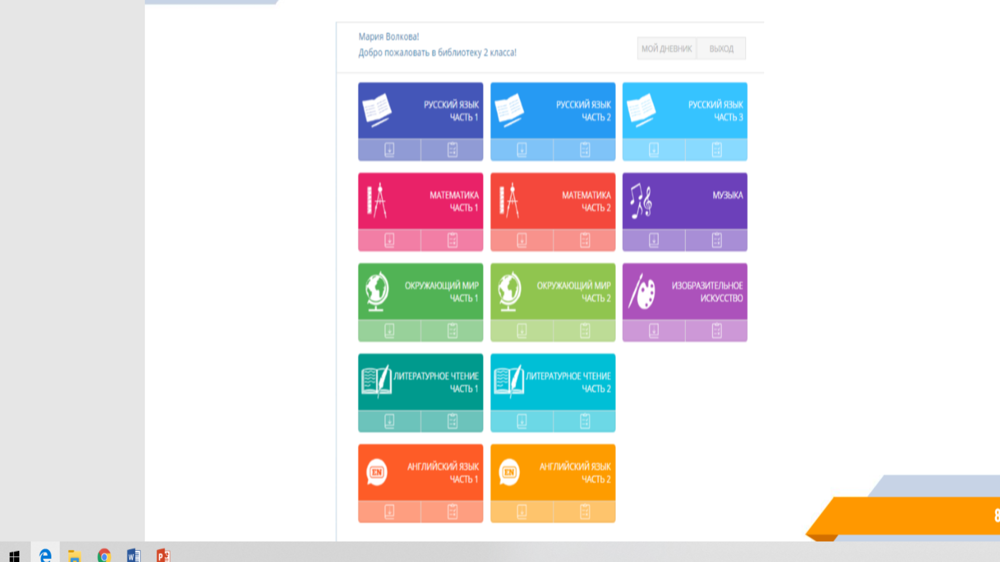 Мария Волкова!
Добро пожаловать в библиотеку 2 класса!
МОЙ ДНЕВНИК
ВЫХОД
РУССКИЙ ЯЗЫК
ЧАСТЬ 1
РУССКИЙ ЯЗЫК
ЧАСТЬ 2
РУССКИЙ ЯЗЫК
ЧАСТЬ 3
МАТЕМАТИКА
ЧАСТЬ 1
МАТЕМАТИКА
ЧАСТЬ 2
МУЗЫКА
ОКРУЖАЮЩИЙ МИР
ЧАСТЬ 1
ОКРУЖАЮЩИЙ МИР
ЧАСТЬ 2
ИЗОБРАЗИТЕЛЬНОЕ
ИСКУССТВО
ЛИТЕРАТУРНОЕ ЧТЕНИЕ
ЧАСТЬ 1
ЛИТЕРАТУРНОЕ ЧТЕНИЕ
ЧАСТЬ 2
EN
АНГЛИЙСКИЙ ЯЗЫК
ЧАСТЬ 1
EN
АНГЛИЙСКИЙ ЯЗЫК
ЧАСТЬ 2
8